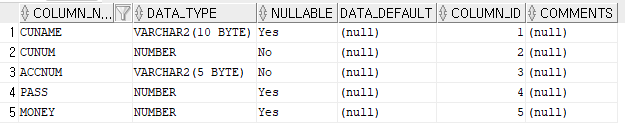 COLUMN_N... DATA_TYPE NULLABLE DATA_DEFAULT COLUMN_ID COMMENTS
1 CUNAME VARCHAR2(10 BYTE) Yes (null) 1 (null)
2 CUNUM NUMBER No (null) 2 (null)
3 ACCNUM VARCHAR2(5 BYTE) No (null) 3 (null)
4 PASS NUMBER Yes (null) 4 (null)
5 MONEY NUMBER Yes (null) 5 (null)